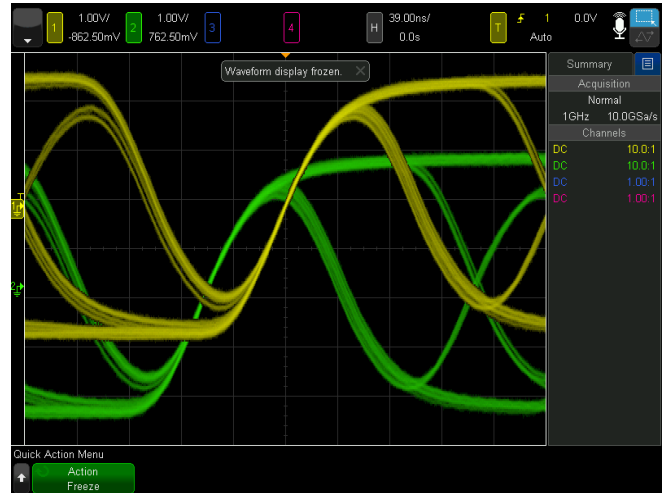 1 1.00V/ -862.50mV 2 1.00V/ 762.50mV 3 4 H 39.00ns/ 0.0s T 1 0.0V Auto
Waveform display frozen.
Summary
Acquisition
Normal
1GHz 10.0GSa/s
Channels
DC 10.0:1
DC 10.0:1
DC 1.00:1
DC 1.00:1
T
1
2
Quick Action Menu
Action
Freeze